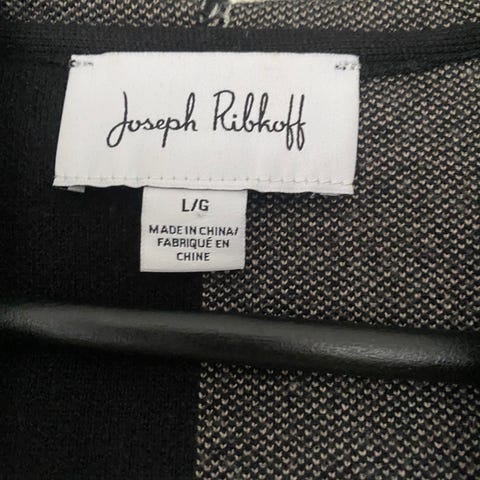 Joseph Ribkoff
L/G
MADE IN CHINA/
FABRIQUÉ EN
CHINE